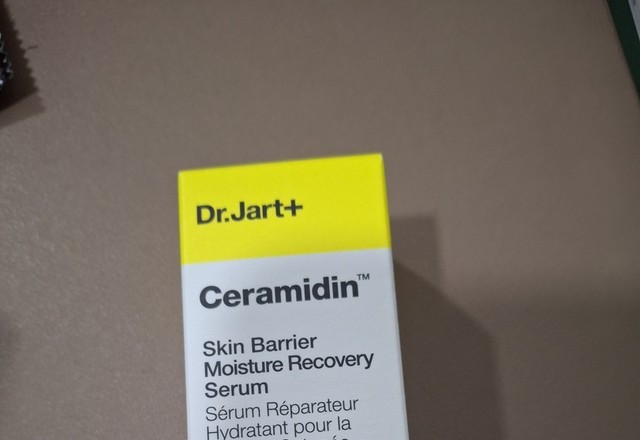 Dr.Jart+
Ceramidin™
Skin Barrier
Moisture Recovery
Serum
Sérum Réparateur
Hydratant pour la